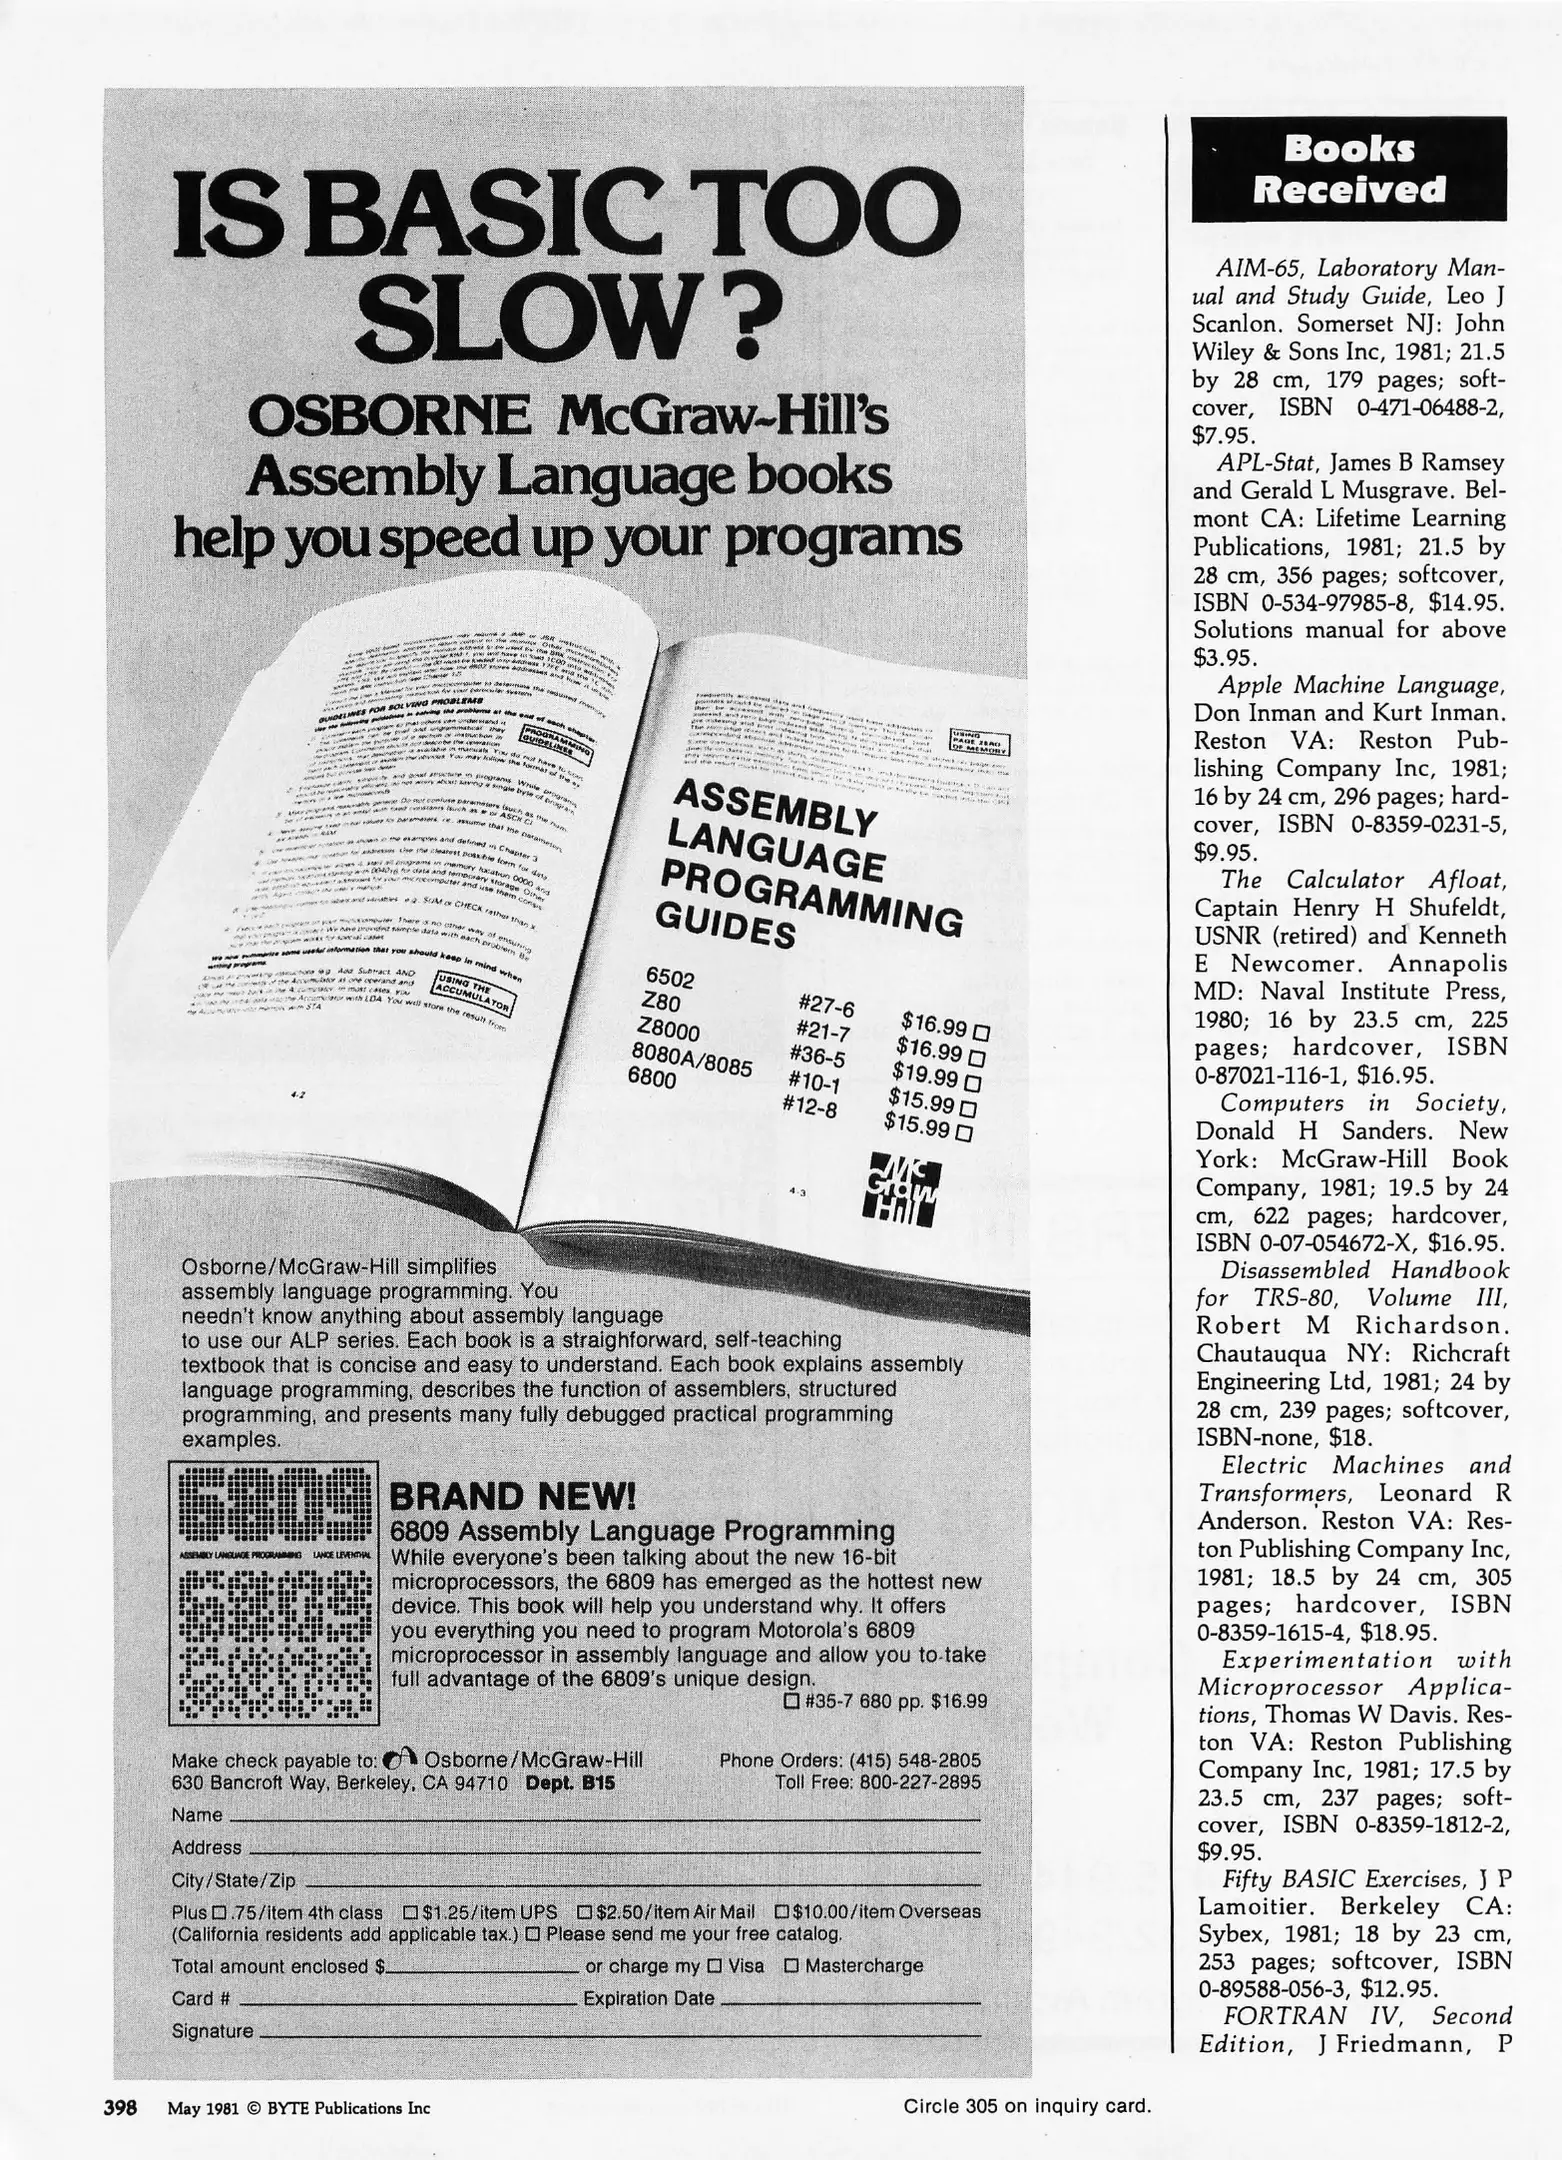 IS BASIC TOO
SLOW?
OSBORNE McGraw-Hill's
Assembly Language books
help you speed up your programs
GUIDELINES FOR SOLVING PROBLEMS
PROGRAMMING
GUIDELINES
USING THE
ACCUMULATOR
4-2
USING
PAGE ZERO
OF MEMORY
ASSEMBLY
LANGUAGE
PROGRAMMING
GUIDES
6502 #27-6 $16.99 □
Z80 #21-7 $16.99 □
Z8000 #36-5 $19.99 □
8080A/8085 #10-1 $15.99 □
6800 #12-8 $15.99 □
4-3
Mc
Graw
Hill
Osborne/McGraw-Hill simplifies
assembly language programming. You
needn't know anything about assembly language
to use our ALP series. Each book is a straighforward, self-teaching
textbook that is concise and easy to understand. Each book explains assembly
language programming, describes the function of assemblers, structured
programming, and presents many fully debugged practical programming
examples.
6809
ASSEMBLY LANGUAGE PROGRAMMING LANCE LEVENTHAL
BRAND NEW!
6809 Assembly Language Programming
While everyone's been talking about the new 16-bit
microprocessors, the 6809 has emerged as the hottest new
device. This book will help you understand why. It offers
you everything you need to program Motorola's 6809
microprocessor in assembly language and allow you to take
full advantage of the 6809's unique design.
□ #35-7 680 pp. $16.99
Make check payable to: Osborne/McGraw-Hill Phone Orders: (415) 548-2805
630 Bancroft Way, Berkeley, CA 94710 Dept. B15 Toll Free: 800-227-2895
Name
Address
City/State/Zip
Plus □ .75/item 4th class □ $1.25/item UPS □ $2.50/item Air Mail □ $10.00/item Overseas
(California residents add applicable tax.) □ Please send me your free catalog.
Total amount enclosed $ or charge my □ Visa □ Mastercharge
Card # Expiration Date
Signature
Books
Received
AIM-65, Laboratory Man-
ual and Study Guide, Leo J
Scanlon. Somerset NJ: John
Wiley & Sons Inc, 1981; 21.5
by 28 cm, 179 pages; soft-
cover, ISBN 0-471-06488-2,
$7.95.
APL-Stat, James B Ramsey
and Gerald L Musgrave. Bel-
mont CA: Lifetime Learning
Publications, 1981; 21.5 by
28 cm, 356 pages; softcover,
ISBN 0-534-97985-8, $14.95.
Solutions manual for above
$3.95.
Apple Machine Language,
Don Inman and Kurt Inman.
Reston VA: Reston Pub-
lishing Company Inc, 1981;
16 by 24 cm, 296 pages; hard-
cover, ISBN 0-8359-0231-5,
$9.95.
The Calculator Afloat,
Captain Henry H Shufeldt,
USNR (retired) and Kenneth
E Newcomer. Annapolis
MD: Naval Institute Press,
1980; 16 by 23.5 cm, 225
pages; hardcover, ISBN
0-87021-116-1, $16.95.
Computers in Society,
Donald H Sanders. New
York: McGraw-Hill Book
Company, 1981; 19.5 by 24
cm, 622 pages; hardcover,
ISBN 0-07-054672-X, $16.95.
Disassembled Handbook
for TRS-80, Volume III,
Robert M Richardson.
Chautauqua NY: Richcraft
Engineering Ltd, 1981; 24 by
28 cm, 239 pages; softcover,
ISBN-none, $18.
Electric Machines and
Transformers, Leonard R
Anderson. Reston VA: Res-
ton Publishing Company Inc,
1981; 18.5 by 24 cm, 305
pages; hardcover, ISBN
0-8359-1615-4, $18.95.
Experimentation with
Microprocessor Applica-
tions, Thomas W Davis. Res-
ton VA: Reston Publishing
Company Inc, 1981; 17.5 by
23.5 cm, 237 pages; soft-
cover, ISBN 0-8359-1812-2,
$9.95.
Fifty BASIC Exercises, J P
Lamoitier. Berkeley CA:
Sybex, 1981; 18 by 23 cm,
253 pages; softcover, ISBN
0-89588-056-3, $12.95.
FORTRAN IV, Second
Edition, J Friedmann, P
398 May 1981 © BYTE Publications Inc
Circle 305 on inquiry card.